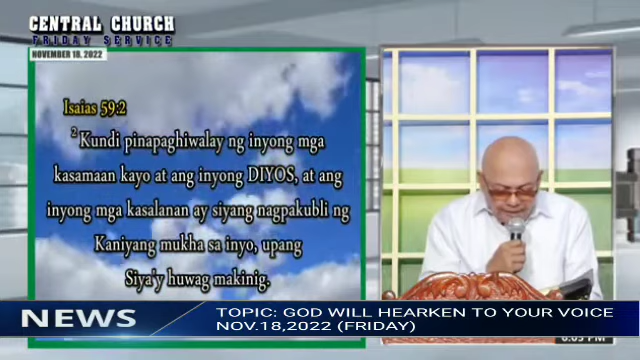 CENTRAL CHURCH
FRIDAY SERVICE
NOVEMBER 18, 2022
Isaias 59:2
2 Kundi pinapaghiwalay ng inyong mga
kasamaan kayo at ang inyong DIYOS, at ang
inyong mga kasalanan ay siyang nagpakubli ng
Kaniyang mukha sa inyo, upang
Siya'y huwag makinig.
NEWS
TOPIC: GOD WILL HEARKEN TO YOUR VOICE
NOV.18,2022 (FRIDAY)